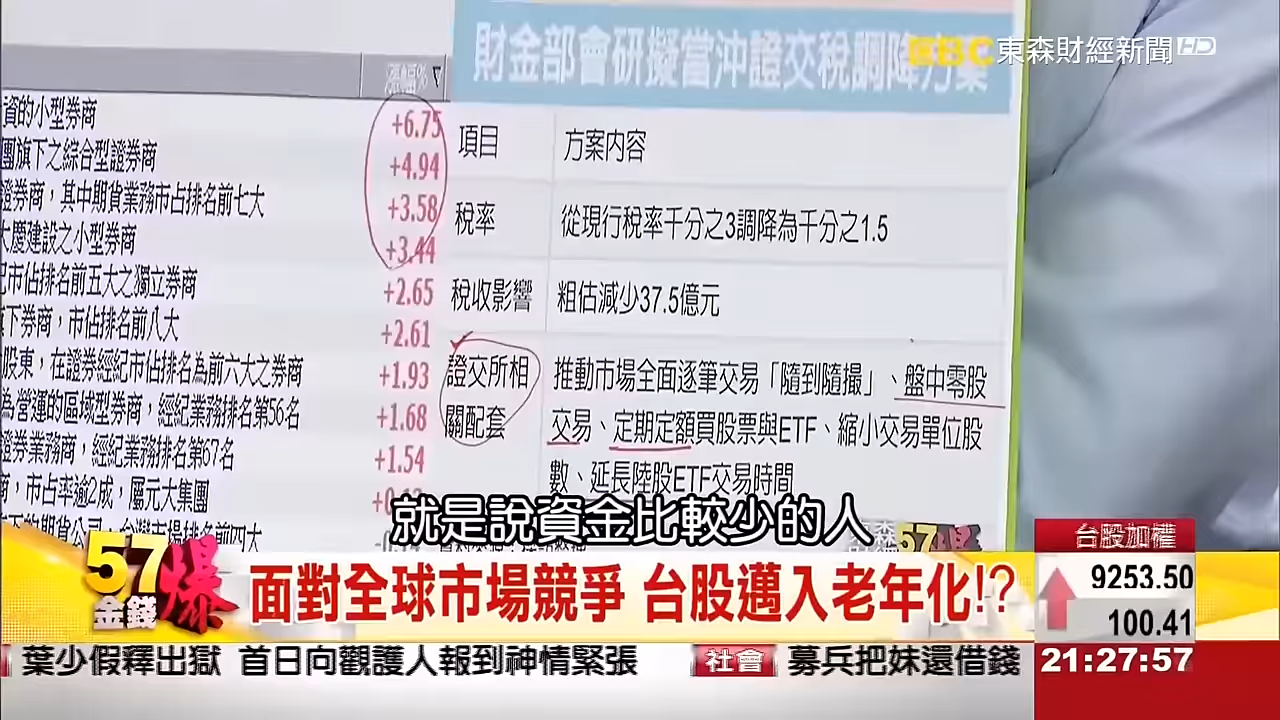 財金部會研擬當沖證交稅調降方案
EBC 東森財經新聞 HD
漲幅%
資的小型券商 +6.75
團旗下之綜合型證券商 +4.94
證券商，其中期貨業務市占排名前七大 +3.58
大慶建設之小型券商 +3.44
紀市佔排名前五大之獨立券商 +2.65
旗下券商，市佔排名前八大 +2.61
股東，在證券經紀市佔排名為前六大之券商 +1.93
為營運的區域型券商，經紀業務排名第56名 +1.68
證券業務商，經紀業務排名第67名 +1.54
商，市占率逾2成，屬元大集團
項目 方案內容
稅率 從現行稅率千分之3調降為千分之1.5
稅收影響 粗估減少37.5億元
證交所相關配套 推動市場全面逐筆交易「隨到隨撮」、盤中零股
交易、定期定額買股票與ETF、縮小交易單位股
數、延長陸股ETF交易時間
就是說資金比較少的人
57金錢爆
面對全球市場競爭 台股邁入老年化!?
台股加權
9253.50
100.41
葉少假釋出獄 首日向觀護人報到神情緊張
社會 募兵把妹還借錢
21:27:57